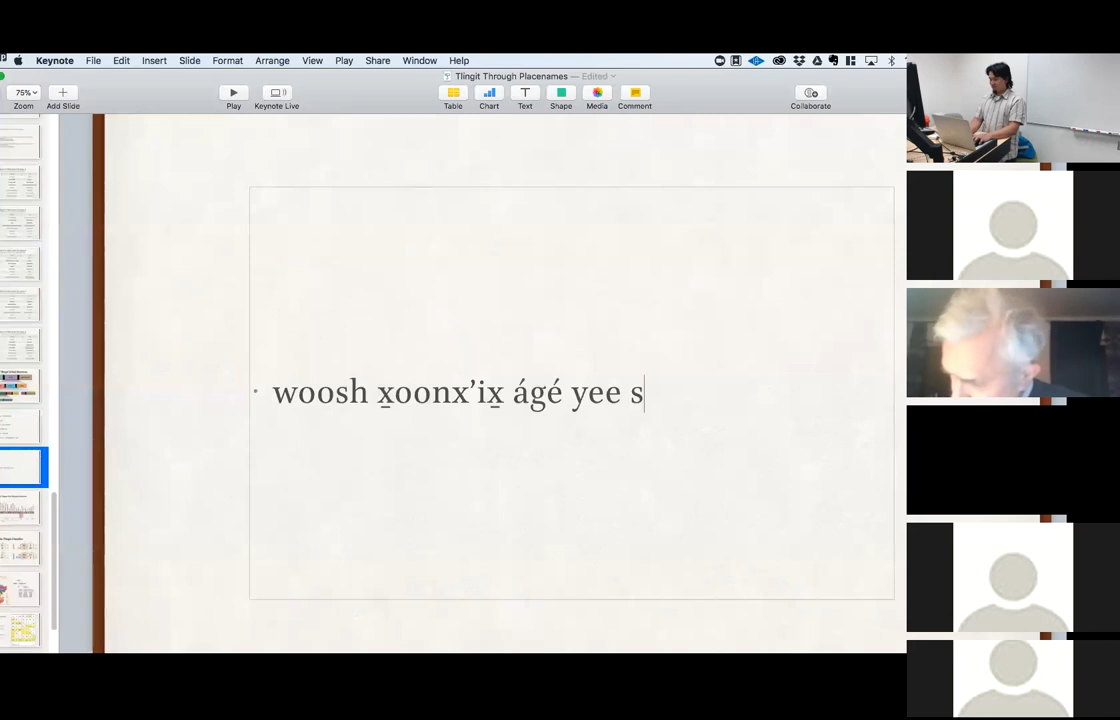 Keynote File Edit Insert Slide Format Arrange View Play Share Window Help
Tlingit Through Placenames — Edited
75%
Zoom Add Slide Play Keynote Live Table Chart Text Shape Media Comment Collaborate
• woosh x̲oonx’ix̲ ágé yee s